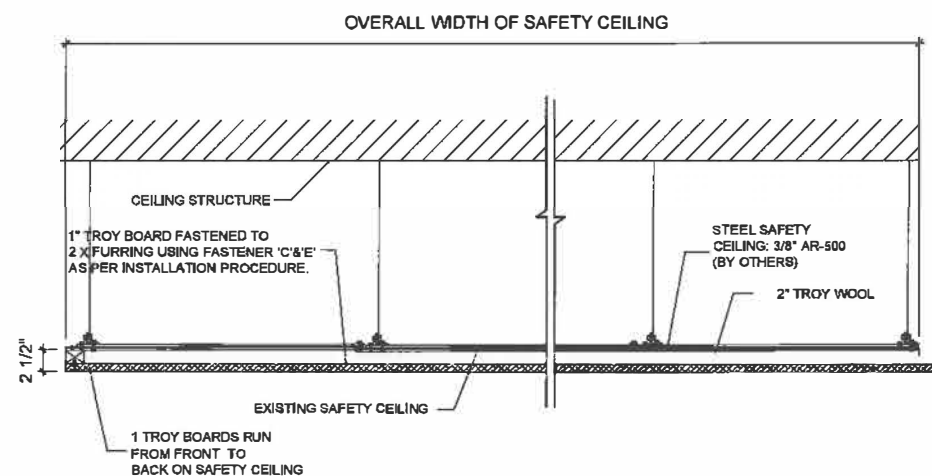 OVERALL WIDTH OF SAFETY CEILING
CEILING STRUCTURE
1" TROY BOARD FASTENED TO
2 X FURRING USING FASTENER 'C'&'E'
AS PER INSTALLATION PROCEDURE.
STEEL SAFETY
CEILING: 3/8" AR-500
(BY OTHERS)
2" TROY WOOL
2 1/2"
EXISTING SAFETY CEILING
1 TROY BOARDS RUN
FROM FRONT TO
BACK ON SAFETY CEILING